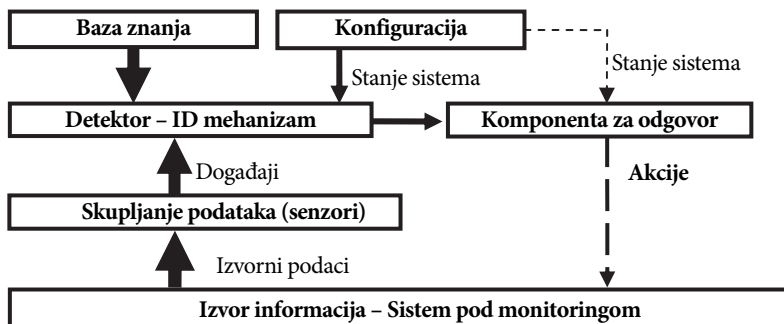 Baza znanja
Konfiguracija
Stanje sistema
Stanje sistema
Detektor – ID mehanizam
Komponenta za odgovor
Događaji
Akcije
Skupljanje podataka (senzori)
Izvorni podaci
Izvor informacija – Sistem pod monitoringom